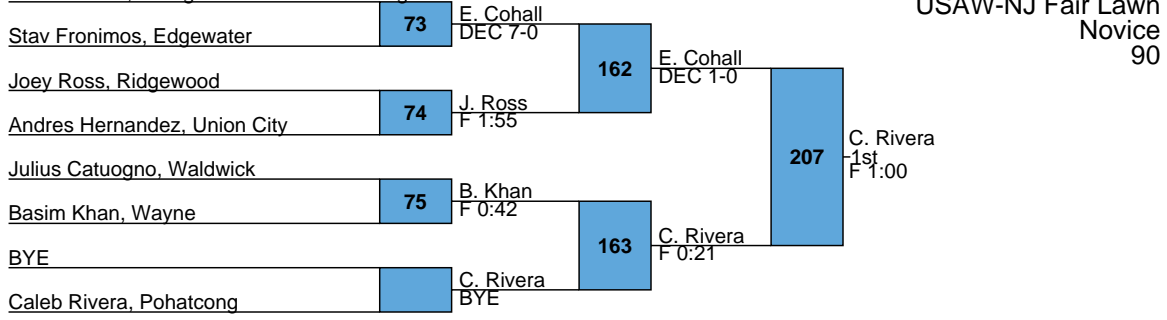 USAW-NJ Fair Lawn
Novice
90
Stav Fronimos, Edgewater
73
E. Cohall
DEC 7-0
Joey Ross, Ridgewood
Andres Hernandez, Union City
74
J. Ross
F 1:55
162
E. Cohall
DEC 1-0
Julius Catuogno, Waldwick
Basim Khan, Wayne
75
B. Khan
F 0:42
BYE
Caleb Rivera, Pohatcong
C. Rivera
BYE
163
C. Rivera
F 0:21
207
C. Rivera
1st
F 1:00